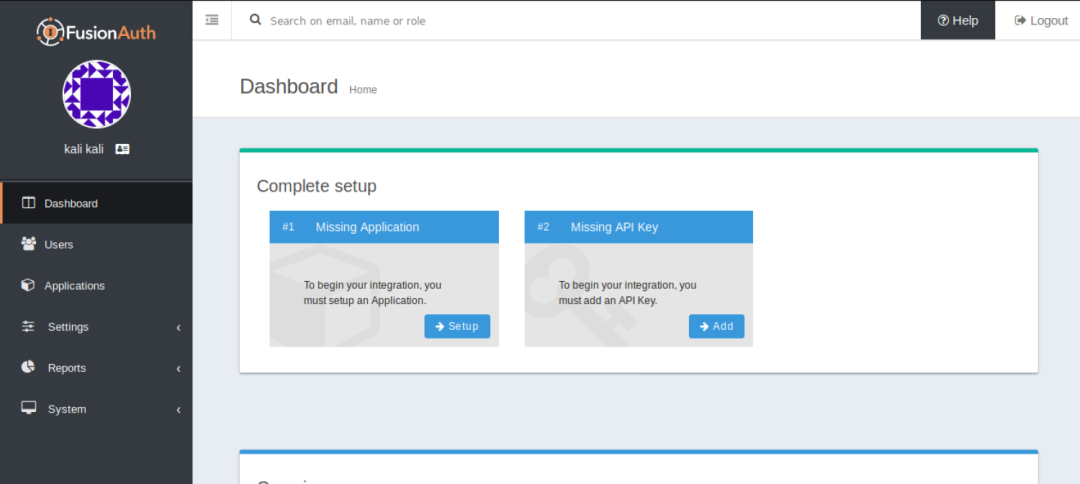 FusionAuth
kali kali
Dashboard
Users
Applications
Settings
Reports
System
Search on email, name or role
Help
Logout
Dashboard Home
Complete setup
#1 Missing Application
To begin your integration, you
must setup an Application.
Setup
#2 Missing API Key
To begin your integration, you
must add an API Key.
Add